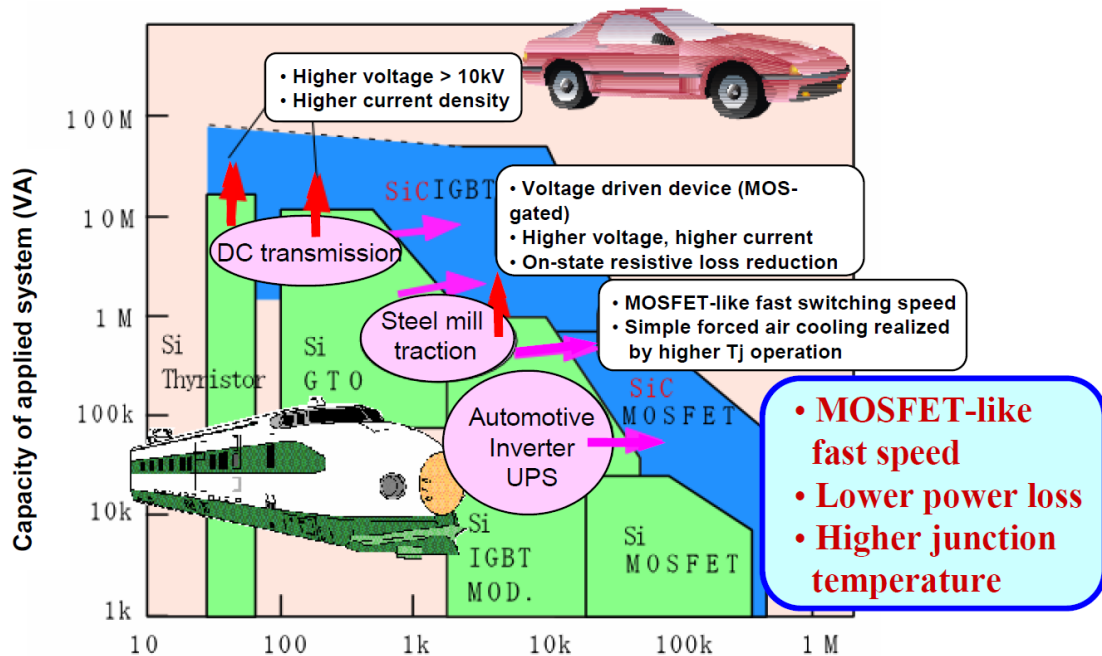 • Higher voltage > 10kV
• Higher current density
100M
SiC IGBT
• Voltage driven device (MOS-
gated)
• Higher voltage, higher current
• On-state resistive loss reduction
10M
DC transmission
• MOSFET-like fast switching speed
• Simple forced air cooling realized
by higher Tj operation
1M
Steel mill
traction
Si
Thyristor
Si
GTO
SiC
MOSFET
100k
Automotive
Inverter
UPS
• MOSFET-like
fast speed
• Lower power loss
• Higher junction
temperature
10k
Si
IGBT
MOD.
Si
MOSFET
1k
10 100 1k 10k 100k 1M
Capacity of applied system (VA)